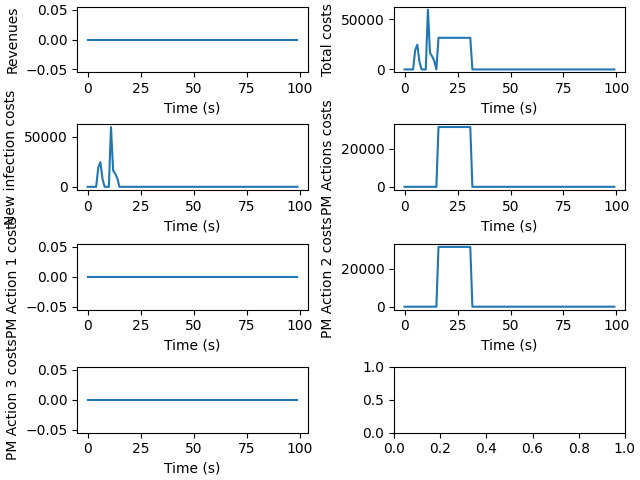 Revenues
0.05
0.00
−0.05
0 25 50 75 100
Time (s)
Total costs
50000
0
0 25 50 75 100
Time (s)
New infection costs
50000
0
0 25 50 75 100
Time (s)
PM Actions costs
20000
0
0 25 50 75 100
Time (s)
PM Action 1 costs
0.05
0.00
−0.05
0 25 50 75 100
Time (s)
PM Action 2 costs
20000
0
0 25 50 75 100
Time (s)
PM Action 3 costs
0.05
0.00
−0.05
0 25 50 75 100
Time (s)
1.0
0.5
0.0
0.0 0.2 0.4 0.6 0.8 1.0